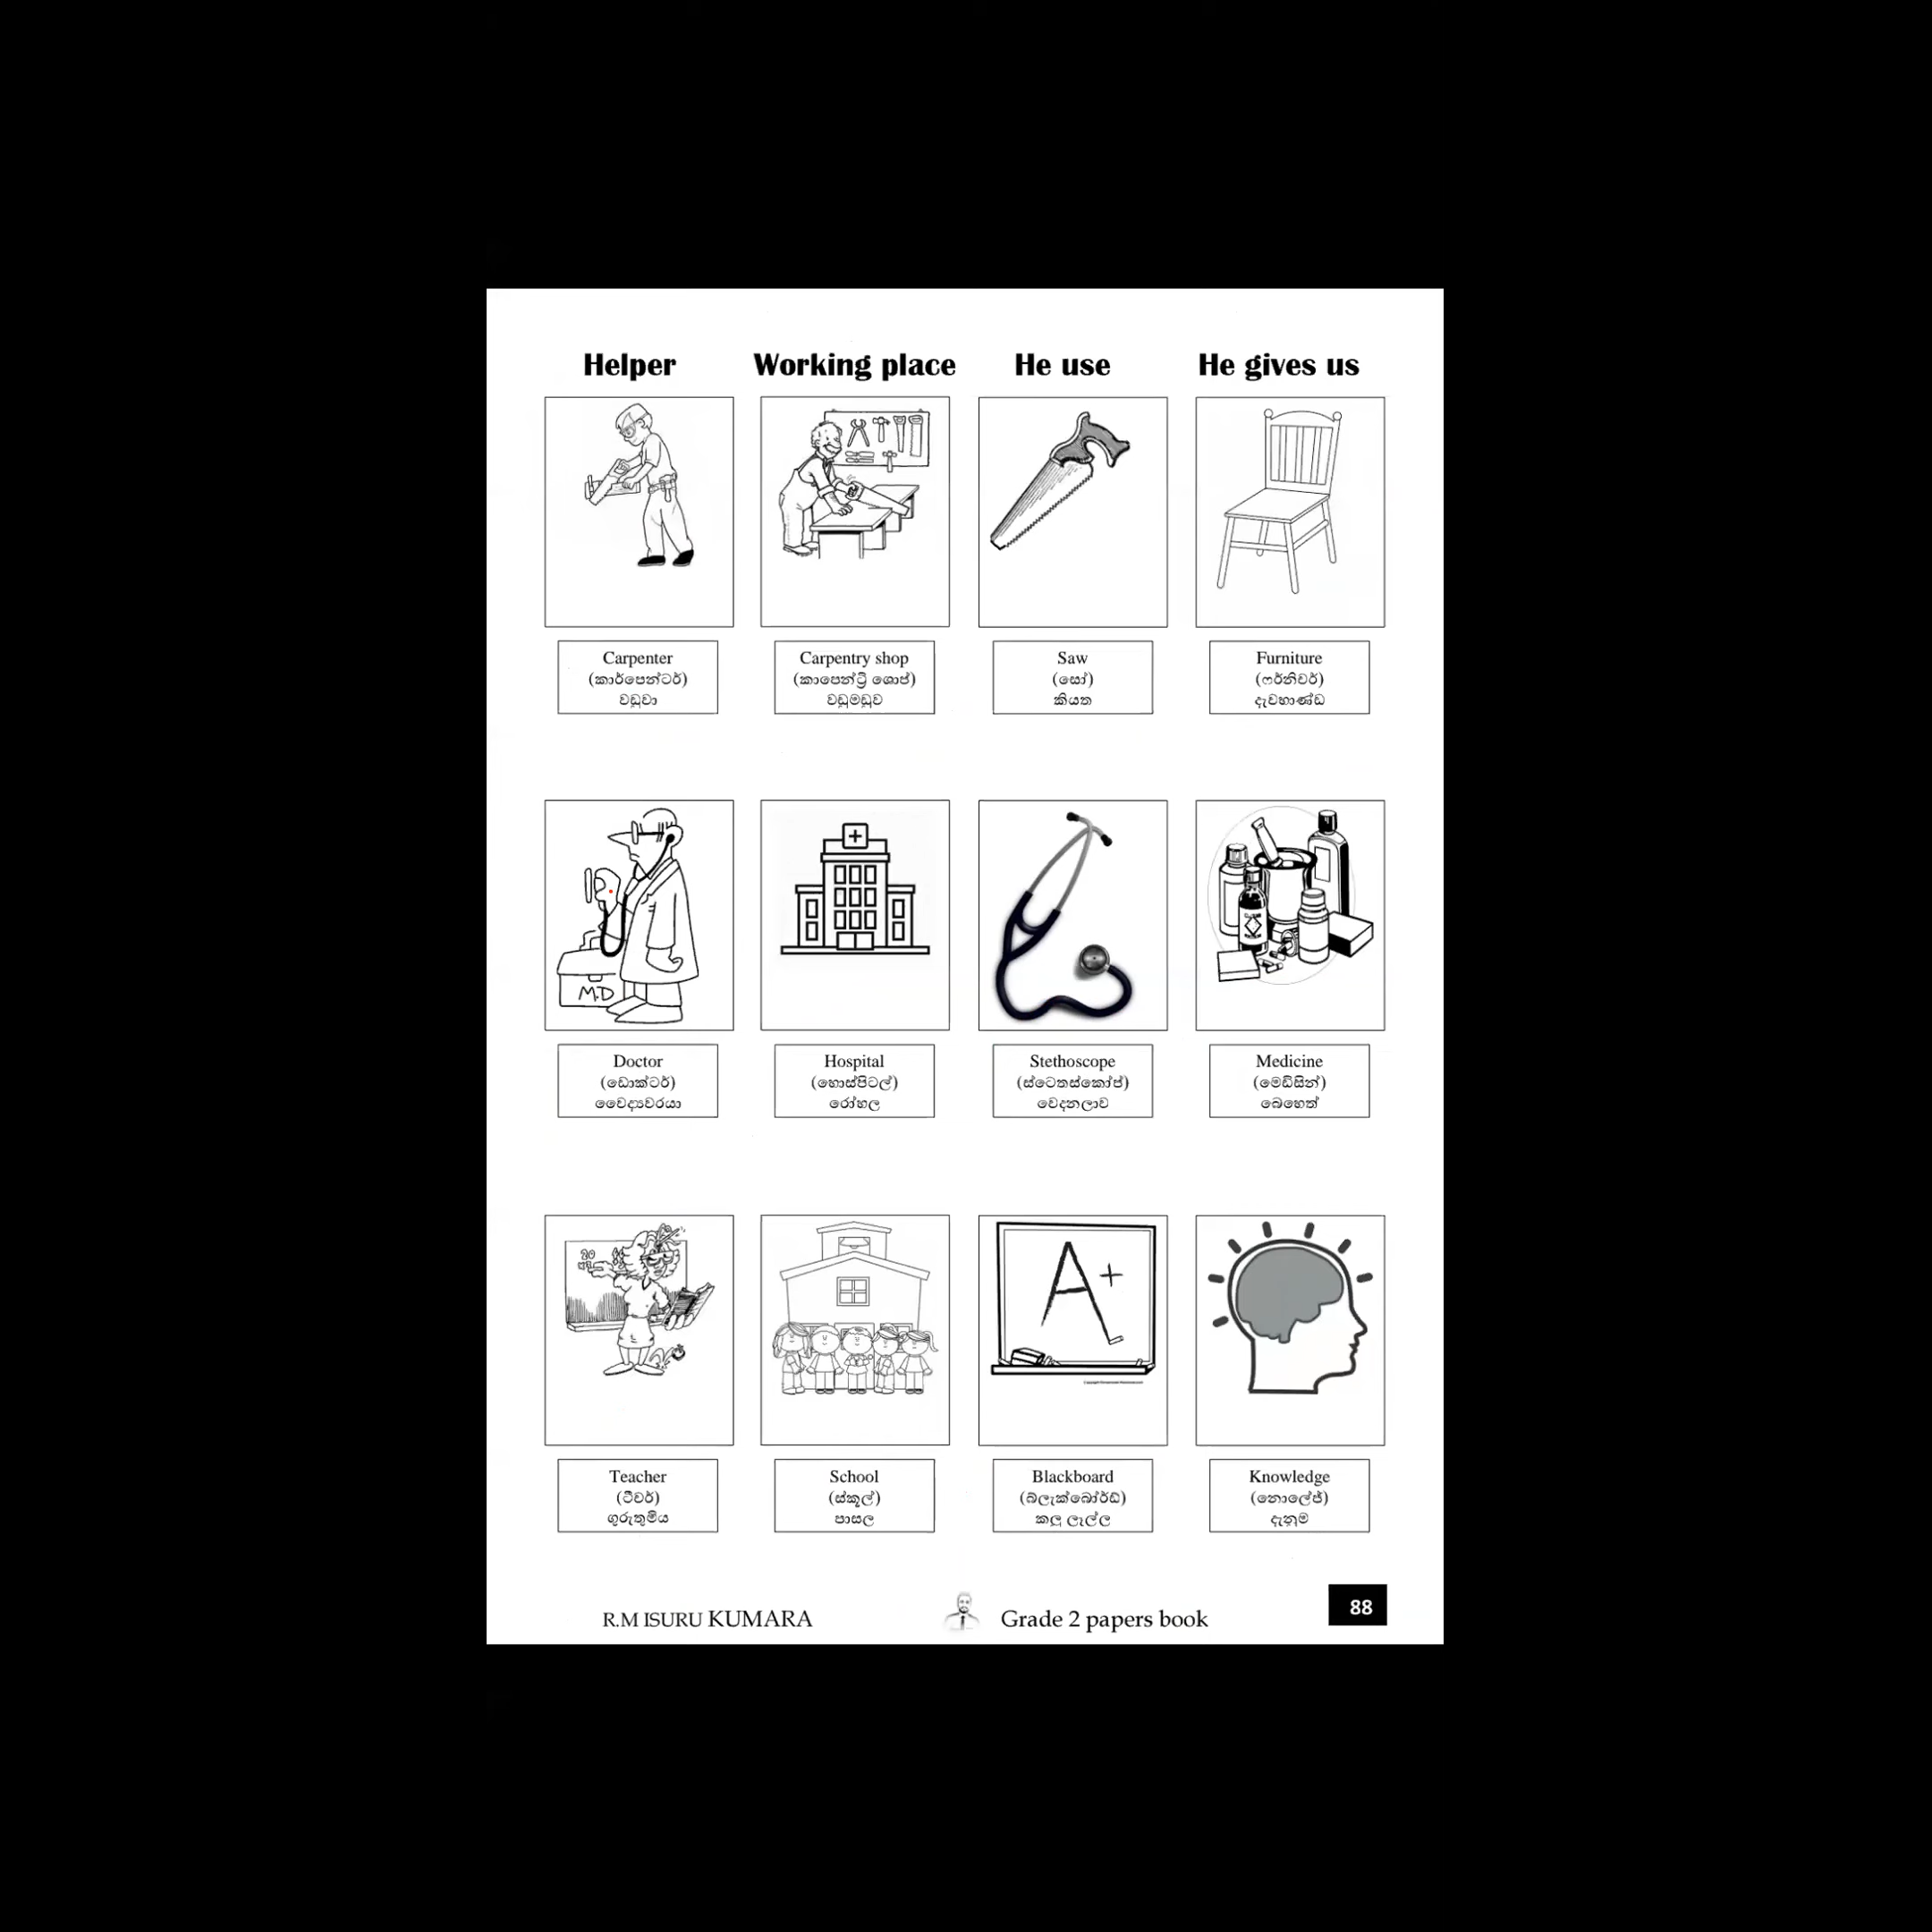 Helper Working place He use He gives us
Carpenter
(කාර්පෙන්ටර්)
වඩුවා
Carpentry shop
(කාපෙන්ට්‍රි ශොප්)
වඩුමඩුව
Saw
(සෝ)
කියත
Furniture
(ෆර්නිචර්)
දැවභාණ්ඩ
M.D
Doctor
(ඩොක්ටර්)
වෛද්‍යවරයා
Hospital
(හොස්පිටල්)
රෝහල
Stethoscope
(ස්ටෙතස්කෝප්)
වෙදනලාව
Medicine
(මෙඩිසින්)
බෙහෙත්
A+
Teacher
(ටීචර්)
ගුරුතුමිය
School
(ස්කූල්)
පාසල
Blackboard
(බ්ලැක්බෝර්ඩ්)
කලු ලෑල්ල
Knowledge
(නොලේජ්)
දැනුම
R.M ISURU KUMARA Grade 2 papers book 88